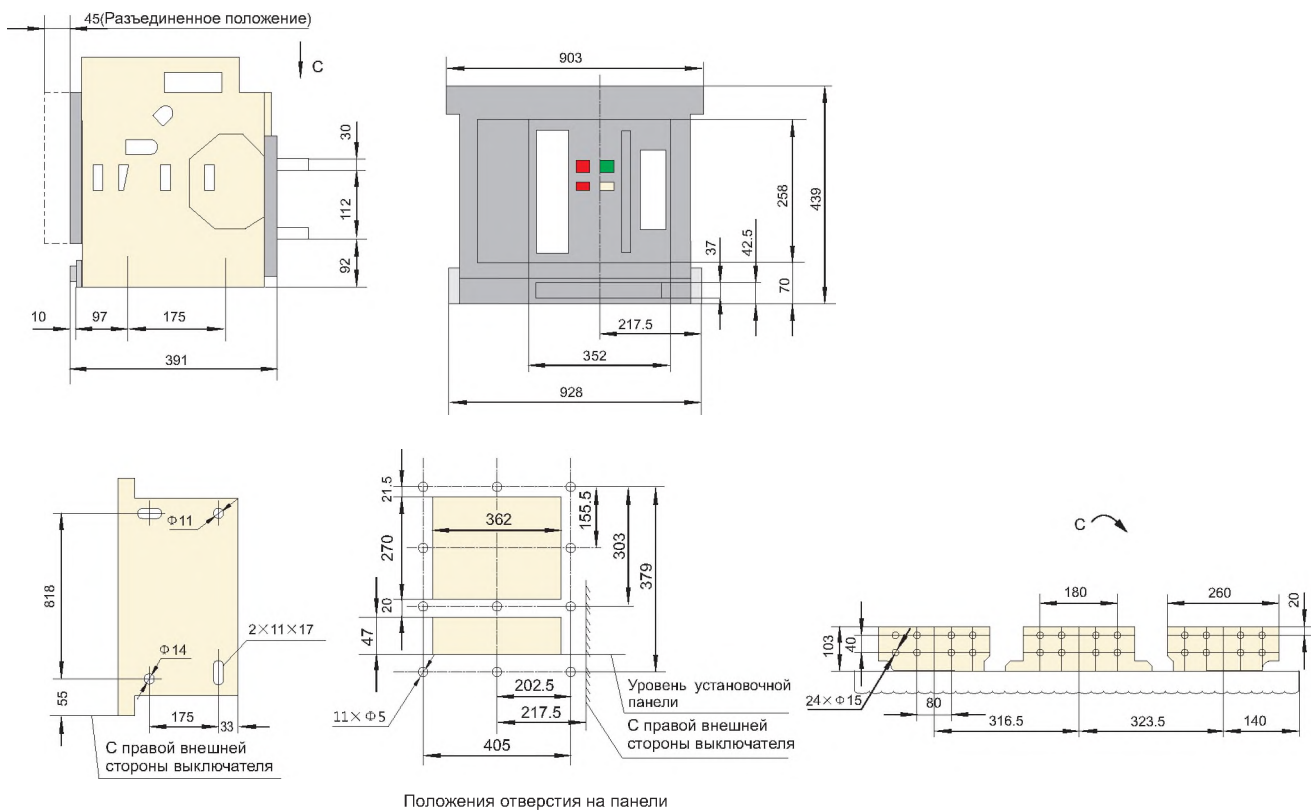 45(Разъединенное положение)
C
30
112
92
10
97
175
391
903
258
439
37
42.5
70
217.5
352
928
818
55
Φ11
2×11×17
Φ14
175
33
С правой внешней
стороны выключателя
21.5
270
20
47
362
155.5
303
379
202.5
217.5
405
11×Φ5
Уровень установочной
панели
С правой внешней
стороны выключателя
Положения отверстия на панели
C
180
260
20
103
40
24×Φ15
80
316.5
323.5
140